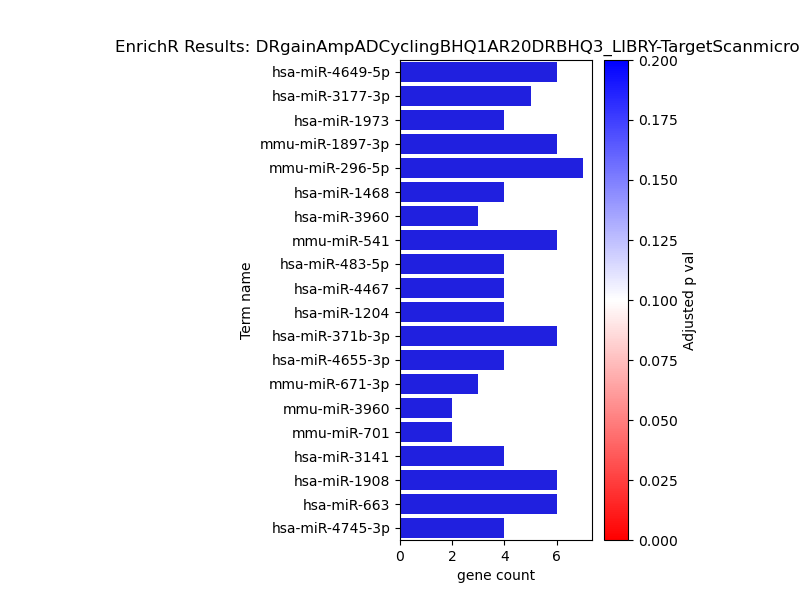 EnrichR Results: DRgainAmpADCyclingBHQ1AR20DRBHQ3_LIBRY-TargetScanmicro
hsa-miR-4649-5p
hsa-miR-3177-3p
hsa-miR-1973
mmu-miR-1897-3p
mmu-miR-296-5p
hsa-miR-1468
hsa-miR-3960
mmu-miR-541
hsa-miR-483-5p
hsa-miR-4467
hsa-miR-1204
hsa-miR-371b-3p
hsa-miR-4655-3p
mmu-miR-671-3p
mmu-miR-3960
mmu-miR-701
hsa-miR-3141
hsa-miR-1908
hsa-miR-663
hsa-miR-4745-3p
Term name
0 2 4 6
gene count
0.200
0.175
0.150
0.125
0.100
0.075
0.050
0.025
0.000
Adjusted p val